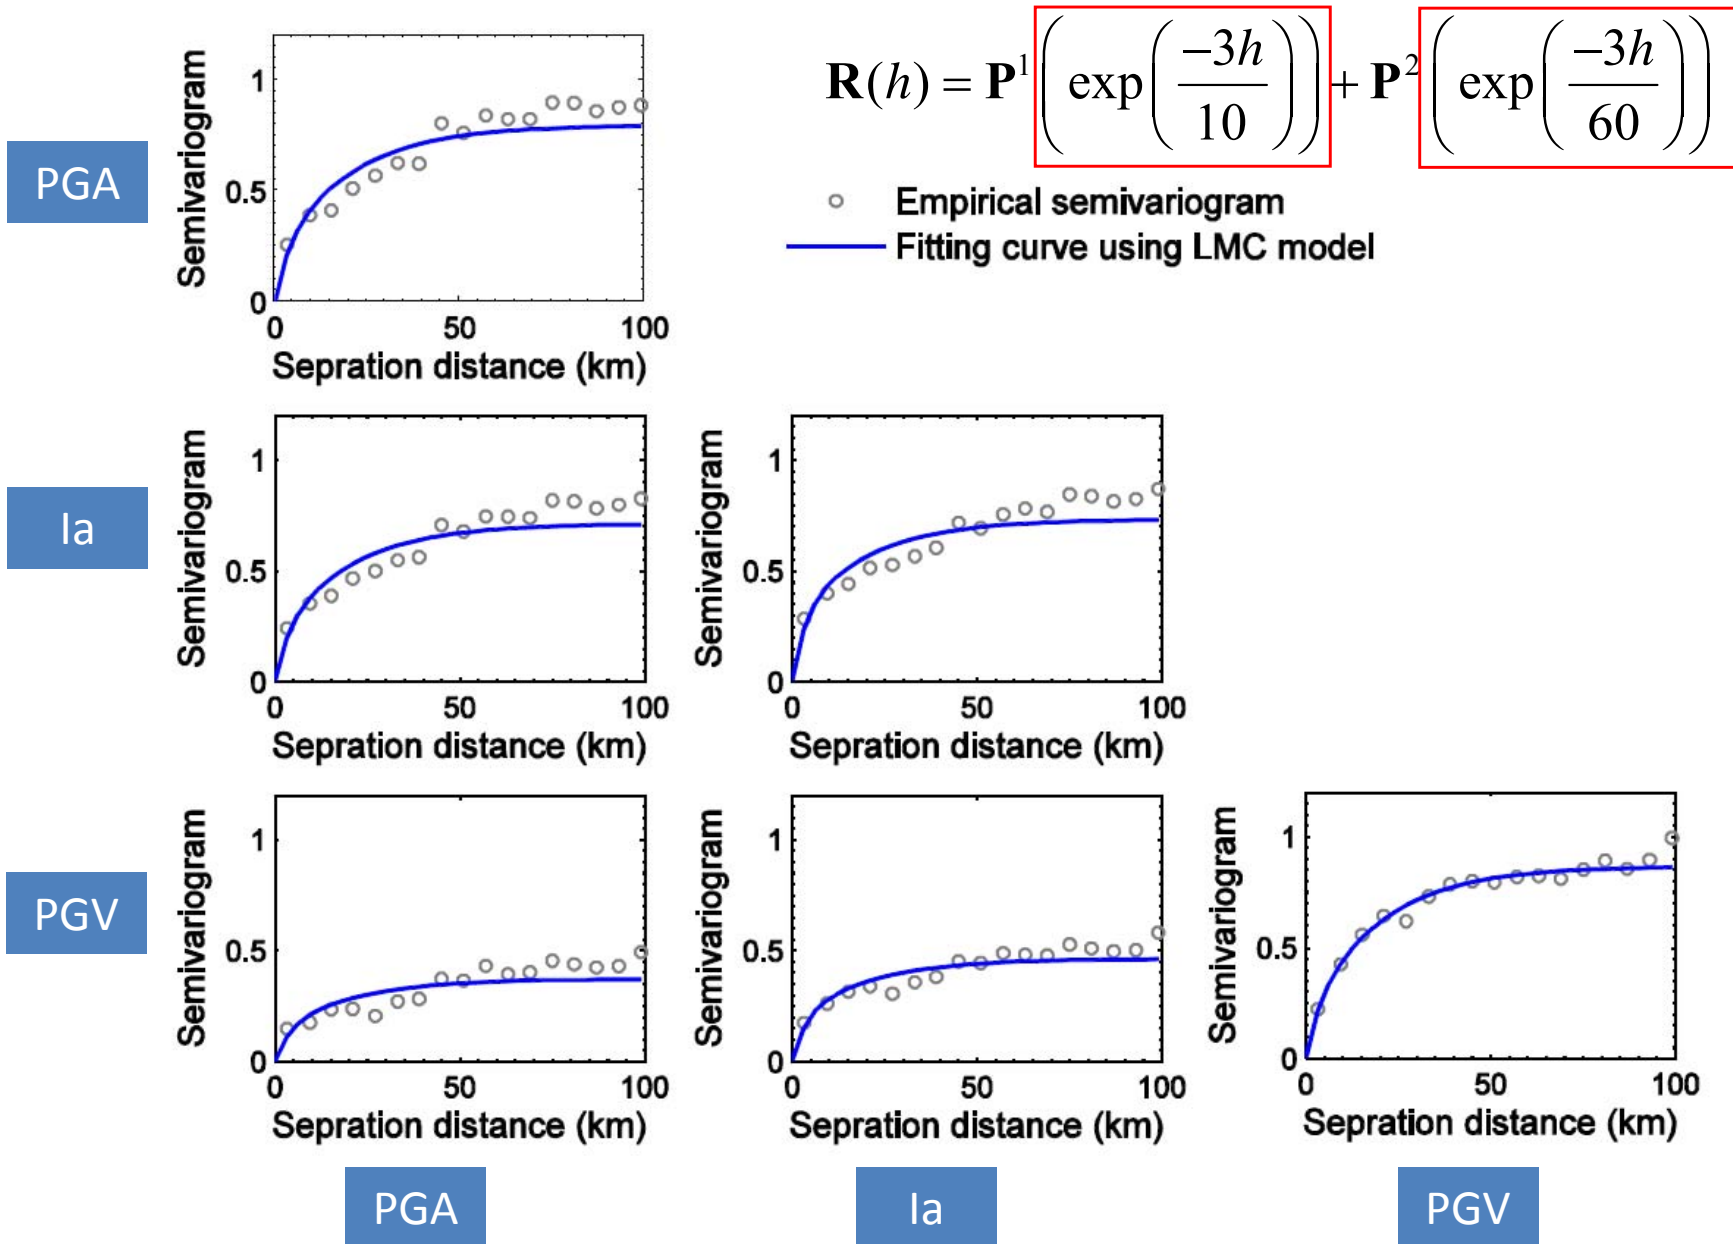 R(h) = P¹(exp(-3h/10)) + P²(exp(-3h/60))
Empirical semivariogram
Fitting curve using LMC model
PGA
Semivariogram
1
0.5
0
0 50 100
Sepration distance (km)
Ia
Semivariogram
1
0.5
0
0 50 100
Sepration distance (km)
Semivariogram
1
0.5
0
0 50 100
Sepration distance (km)
PGV
Semivariogram
1
0.5
0
0 50 100
Sepration distance (km)
Semivariogram
1
0.5
0
0 50 100
Sepration distance (km)
Semivariogram
1
0.5
0
0 50 100
Sepration distance (km)
PGA
Ia
PGV